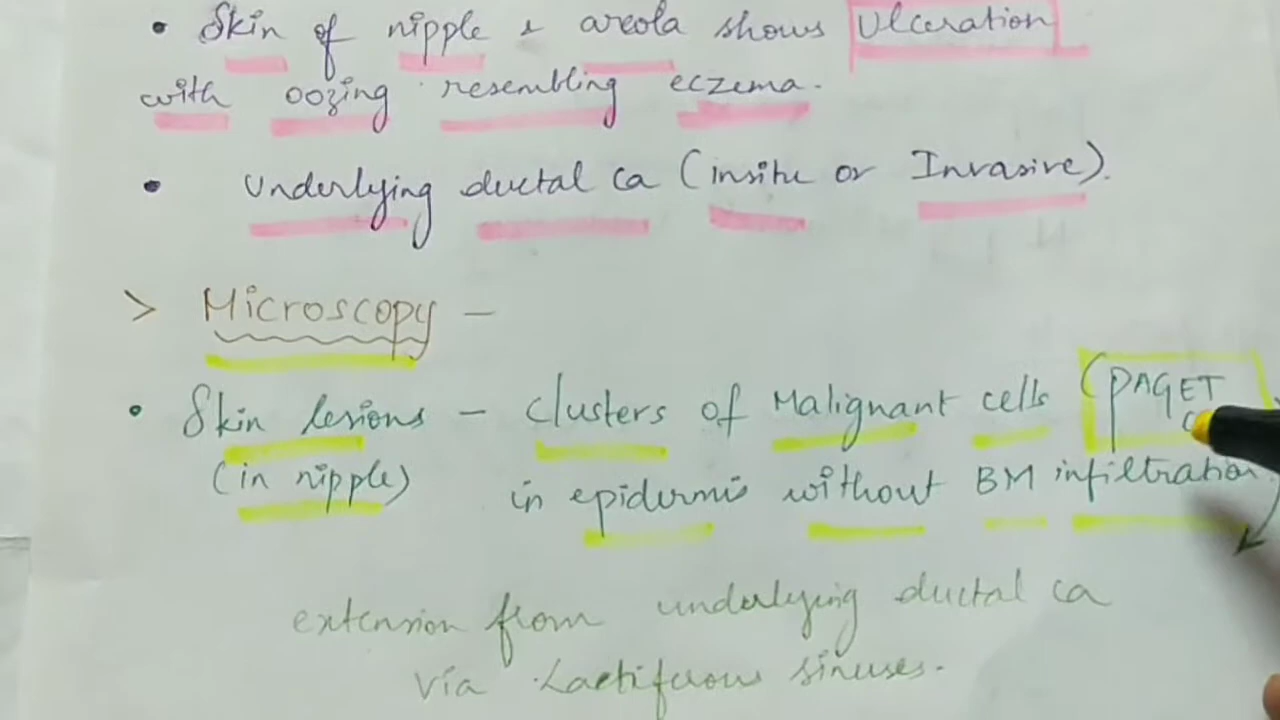 • Skin of nipple & areola shows Ulceration
with oozing resembling eczema.
• Underlying ductal ca (insitu or Invasive).
> Microscopy –
• Skin lesions – Clusters of Malignant cells (PAGET
(in nipple) in epidermis without BM infiltration.
extension from underlying ductal ca
via Lactiferous sinuses.